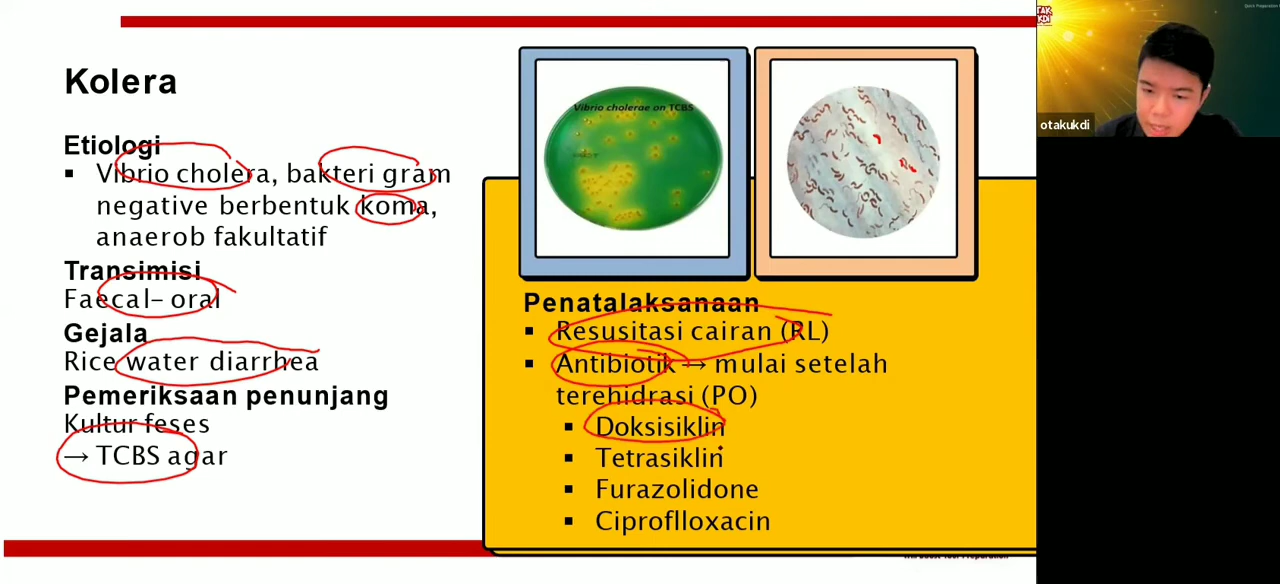 Kolera
Etiologi
▪ Vibrio cholera, bakteri gram
negative berbentuk koma,
anaerob fakultatif
Transimisi
Faecal– oral
Gejala
Rice water diarrhea
Pemeriksaan penunjang
Kultur feses
→ TCBS agar
Vibrio cholerae on TCBS
Penatalaksanaan
▪ Resusitasi cairan (RL)
▪ Antibiotik → mulai setelah
terehidrasi (PO)
▪ Doksisiklin
▪ Tetrasiklin
▪ Furazolidone
▪ Ciproflloxacin
otakukdi